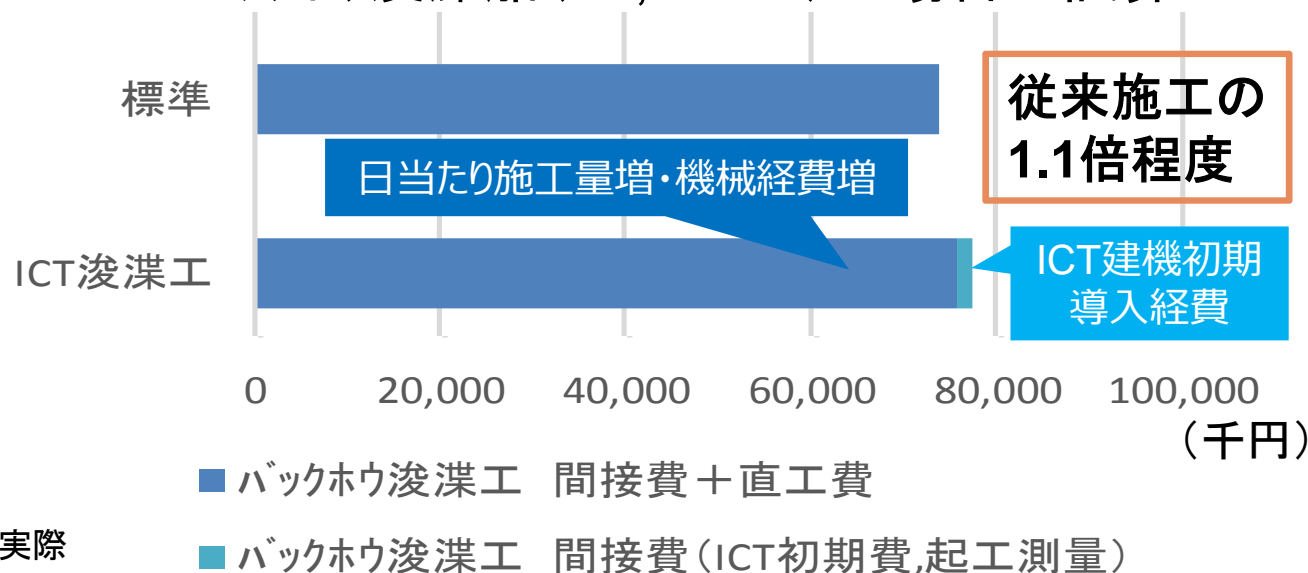 標準
従来施工の
1.1倍程度
日当たり施工量増・機械経費増
ICT浚渫工
ICT建機初期
導入経費
0 20,000 40,000 60,000 80,000 100,000
（千円）
バックホウ浚渫工 間接費＋直工費
実際
バックホウ浚渫工 間接費（ICT初期費,起工測量）